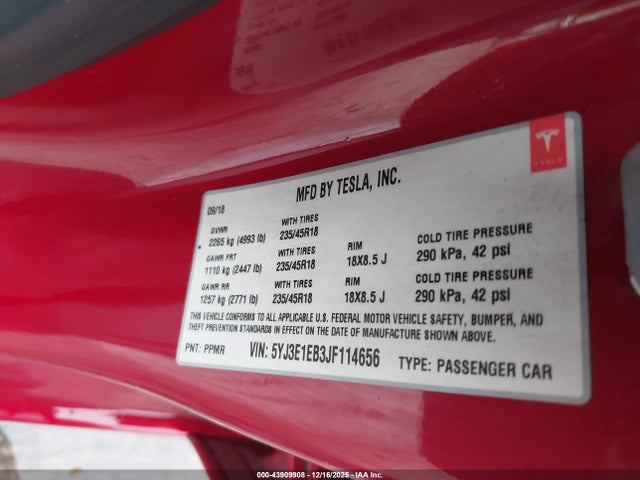 TESLA
MFD BY TESLA, INC.
09/18
GVWR
2265 kg (4993 lb)
WITH TIRES
235/45R18
GAWR FRT
1110 kg (2447 lb)
WITH TIRES
235/45R18
RIM
18X8.5 J
COLD TIRE PRESSURE
290 kPa, 42 psi
GAWR RR
1257 kg (2771 lb)
WITH TIRES
235/45R18
RIM
18X8.5 J
COLD TIRE PRESSURE
290 kPa, 42 psi
THIS VEHICLE CONFORMS TO ALL APPLICABLE U.S. FEDERAL MOTOR VEHICLE SAFETY, BUMPER, AND
THEFT PREVENTION STANDARDS IN EFFECT ON THE DATE OF MANUFACTURE SHOWN ABOVE.
PNT: PPMR VIN: 5YJ3E1EB3JF114656 TYPE: PASSENGER CAR
000-43909908 - 12/16/2025 - IAA Inc.